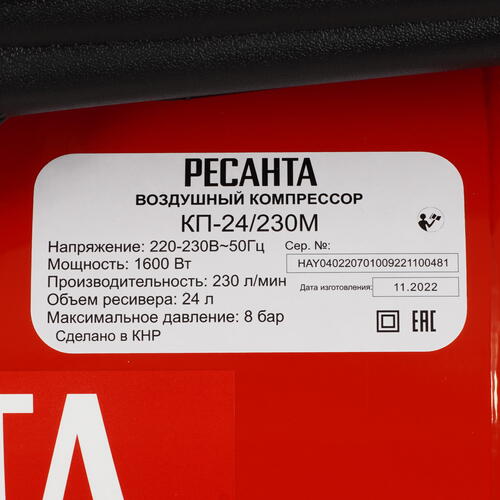 РЕСАНТА
ВОЗДУШНЫЙ КОМПРЕССОР
КП-24/230М
Напряжение: 220-230В~50Гц
Мощность: 1600 Вт
Производительность: 230 л/мин
Объем ресивера: 24 л
Максимальное давление: 8 бар
Сделано в КНР
Сер. №:
HAY040220701009221100481
Дата изготовления:
11.2022
ЕАС
ТА